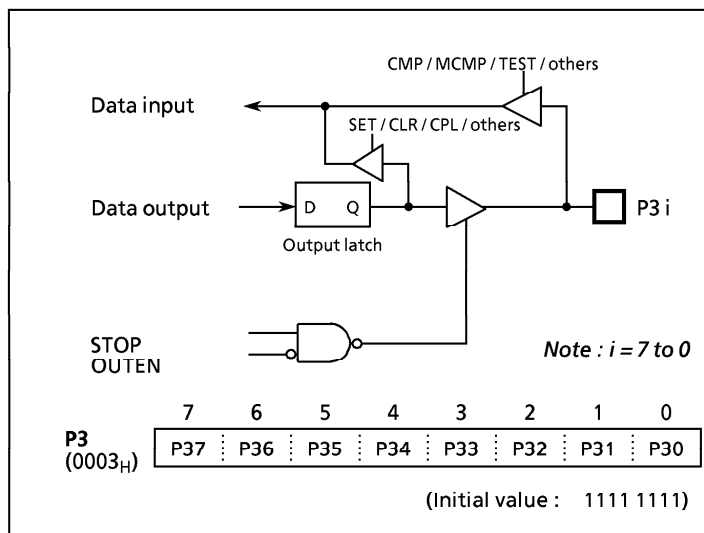 CMP / MCMP / TEST / others
Data input
SET / CLR / CPL / others
Data output
D Q
P3 i
Output latch
STOP
OUTEN
Note : i = 7 to 0
7 6 5 4 3 2 1 0
P3
(0003H)
P37 P36 P35 P34 P33 P32 P31 P30
(Initial value : 1111 1111)